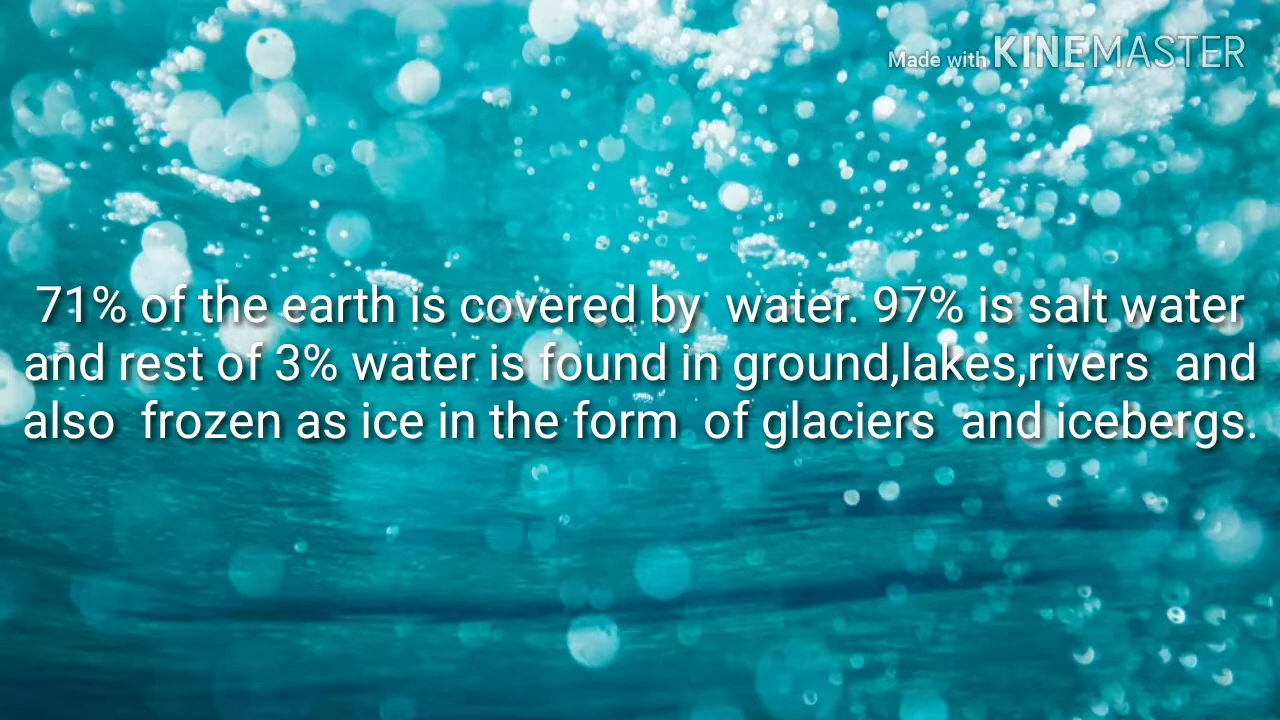 Made with KINEMASTER
71% of the earth is covered by water. 97% is salt water
and rest of 3% water is found in ground,lakes,rivers and
also frozen as ice in the form of glaciers and icebergs.